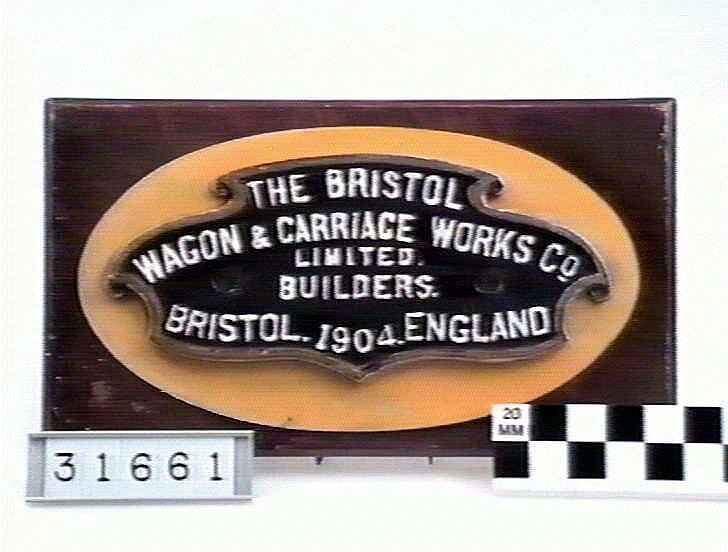 THE BRISTOL
WAGON & CARRIAGE WORKS Co
LIMITED.
BUILDERS.
BRISTOL. 1904. ENGLAND
31661
20
MM